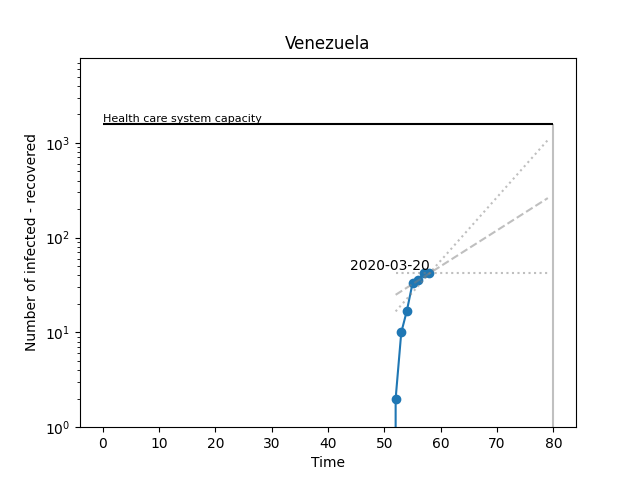 Venezuela
Health care system capacity
2020-03-20
Number of infected - recovered
10³
10²
10¹
10⁰
0 10 20 30 40 50 60 70 80
Time